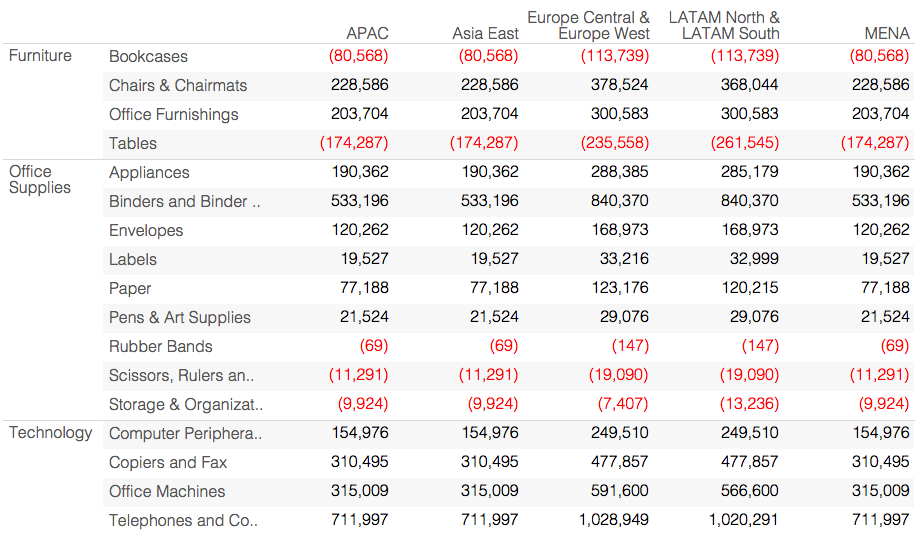 Europe Central & LATAM North &
APAC Asia East Europe West LATAM South MENA
Furniture Bookcases (80,568) (80,568) (113,739) (113,739) (80,568)
Chairs & Chairmats 228,586 228,586 378,524 368,044 228,586
Office Furnishings 203,704 203,704 300,583 300,583 203,704
Tables (174,287) (174,287) (235,558) (261,545) (174,287)
Office Appliances 190,362 190,362 288,385 285,179 190,362
Supplies
Binders and Binder .. 533,196 533,196 840,370 840,370 533,196
Envelopes 120,262 120,262 168,973 168,973 120,262
Labels 19,527 19,527 33,216 32,999 19,527
Paper 77,188 77,188 123,176 120,215 77,188
Pens & Art Supplies 21,524 21,524 29,076 29,076 21,524
Rubber Bands (69) (69) (147) (147) (69)
Scissors, Rulers an.. (11,291) (11,291) (19,090) (19,090) (11,291)
Storage & Organizat.. (9,924) (9,924) (7,407) (13,236) (9,924)
Technology Computer Periphera.. 154,976 154,976 249,510 249,510 154,976
Copiers and Fax 310,495 310,495 477,857 477,857 310,495
Office Machines 315,009 315,009 591,600 566,600 315,009
Telephones and Co.. 711,997 711,997 1,028,949 1,020,291 711,997